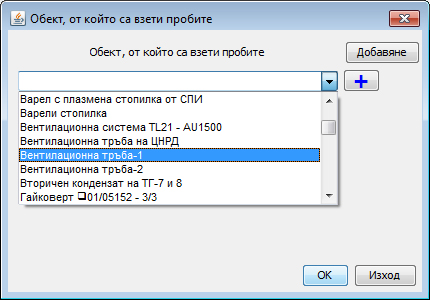 Обект, от който са взети пробите
Обект, от който са взети пробите
Добавяне
Варел с плазмена стопилка от СПИ
Варели стопилка
Вентилационна система TL21 - AU1500
Вентилационна тръба на ЦНРД
Вентилационна тръба-1
Вентилационна тръба-2
Вторичен кондензат на ТГ-7 и 8
Гайковерт ❑01/05152 - 3/3
OK
Изход